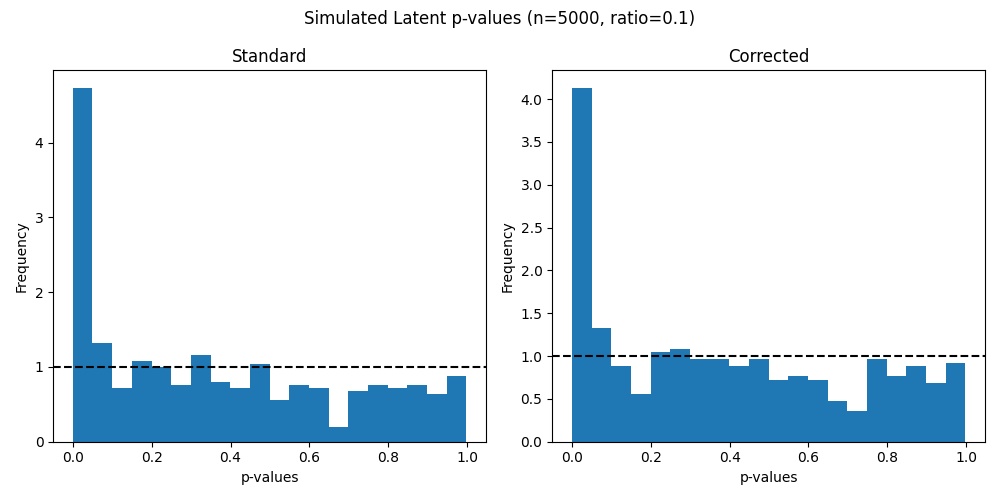 Simulated Latent p-values (n=5000, ratio=0.1)
Standard
Frequency
4
3
2
1
0
0.0 0.2 0.4 0.6 0.8 1.0
p-values
Corrected
Frequency
4.0
3.5
3.0
2.5
2.0
1.5
1.0
0.5
0.0
0.0 0.2 0.4 0.6 0.8 1.0
p-values